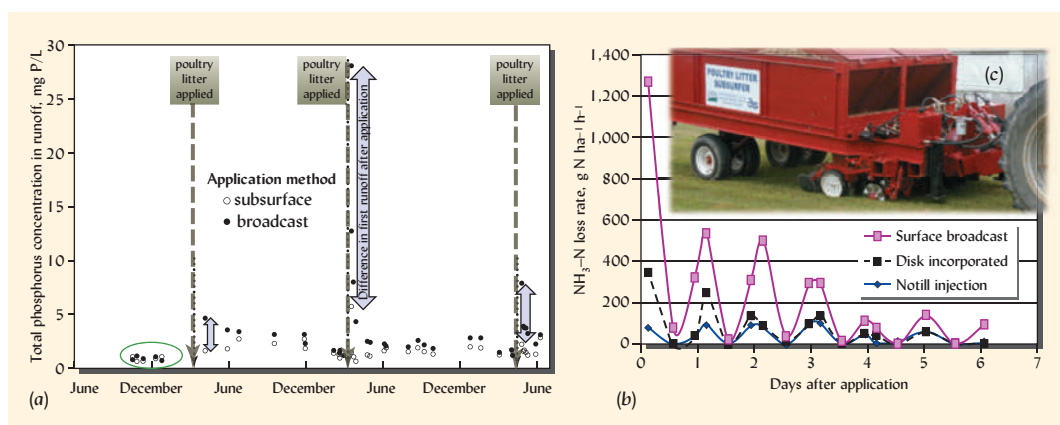 Total phosphorus concentration in runoff, mg P/L
30
25
20
15
10
5
0
poultry
litter
applied
poultry
litter
applied
poultry
litter
applied
Application method
subsurface
broadcast
Difference in first runoff after application
June December June December June December June
(a)
NH₃–N loss rate, g N ha⁻¹ h⁻¹
1,400
1,200
1,000
800
600
400
200
0
POULTRY LITTER
SUBSURFER
(c)
Surface broadcast
Disk incorporated
Notill injection
0 1 2 3 4 5 6 7
Days after application
(b)